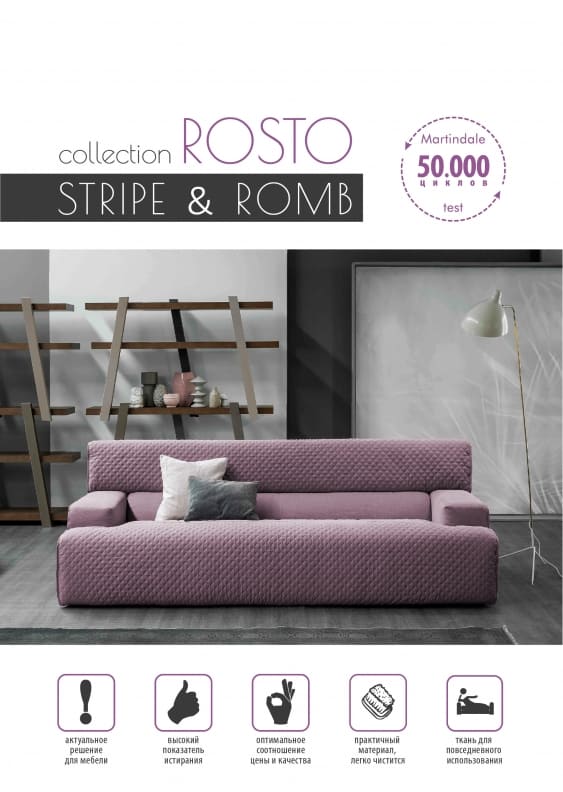 collection ROSTO
STRIPE & ROMB
Martindale
50.000
ЦИКЛОВ
test
актуальное
решение
для мебели
высокий
показатель
истирания
оптимальное
соотношение
цены и качества
практичный
материал,
легко чистится
ткань для
повседневного
использования